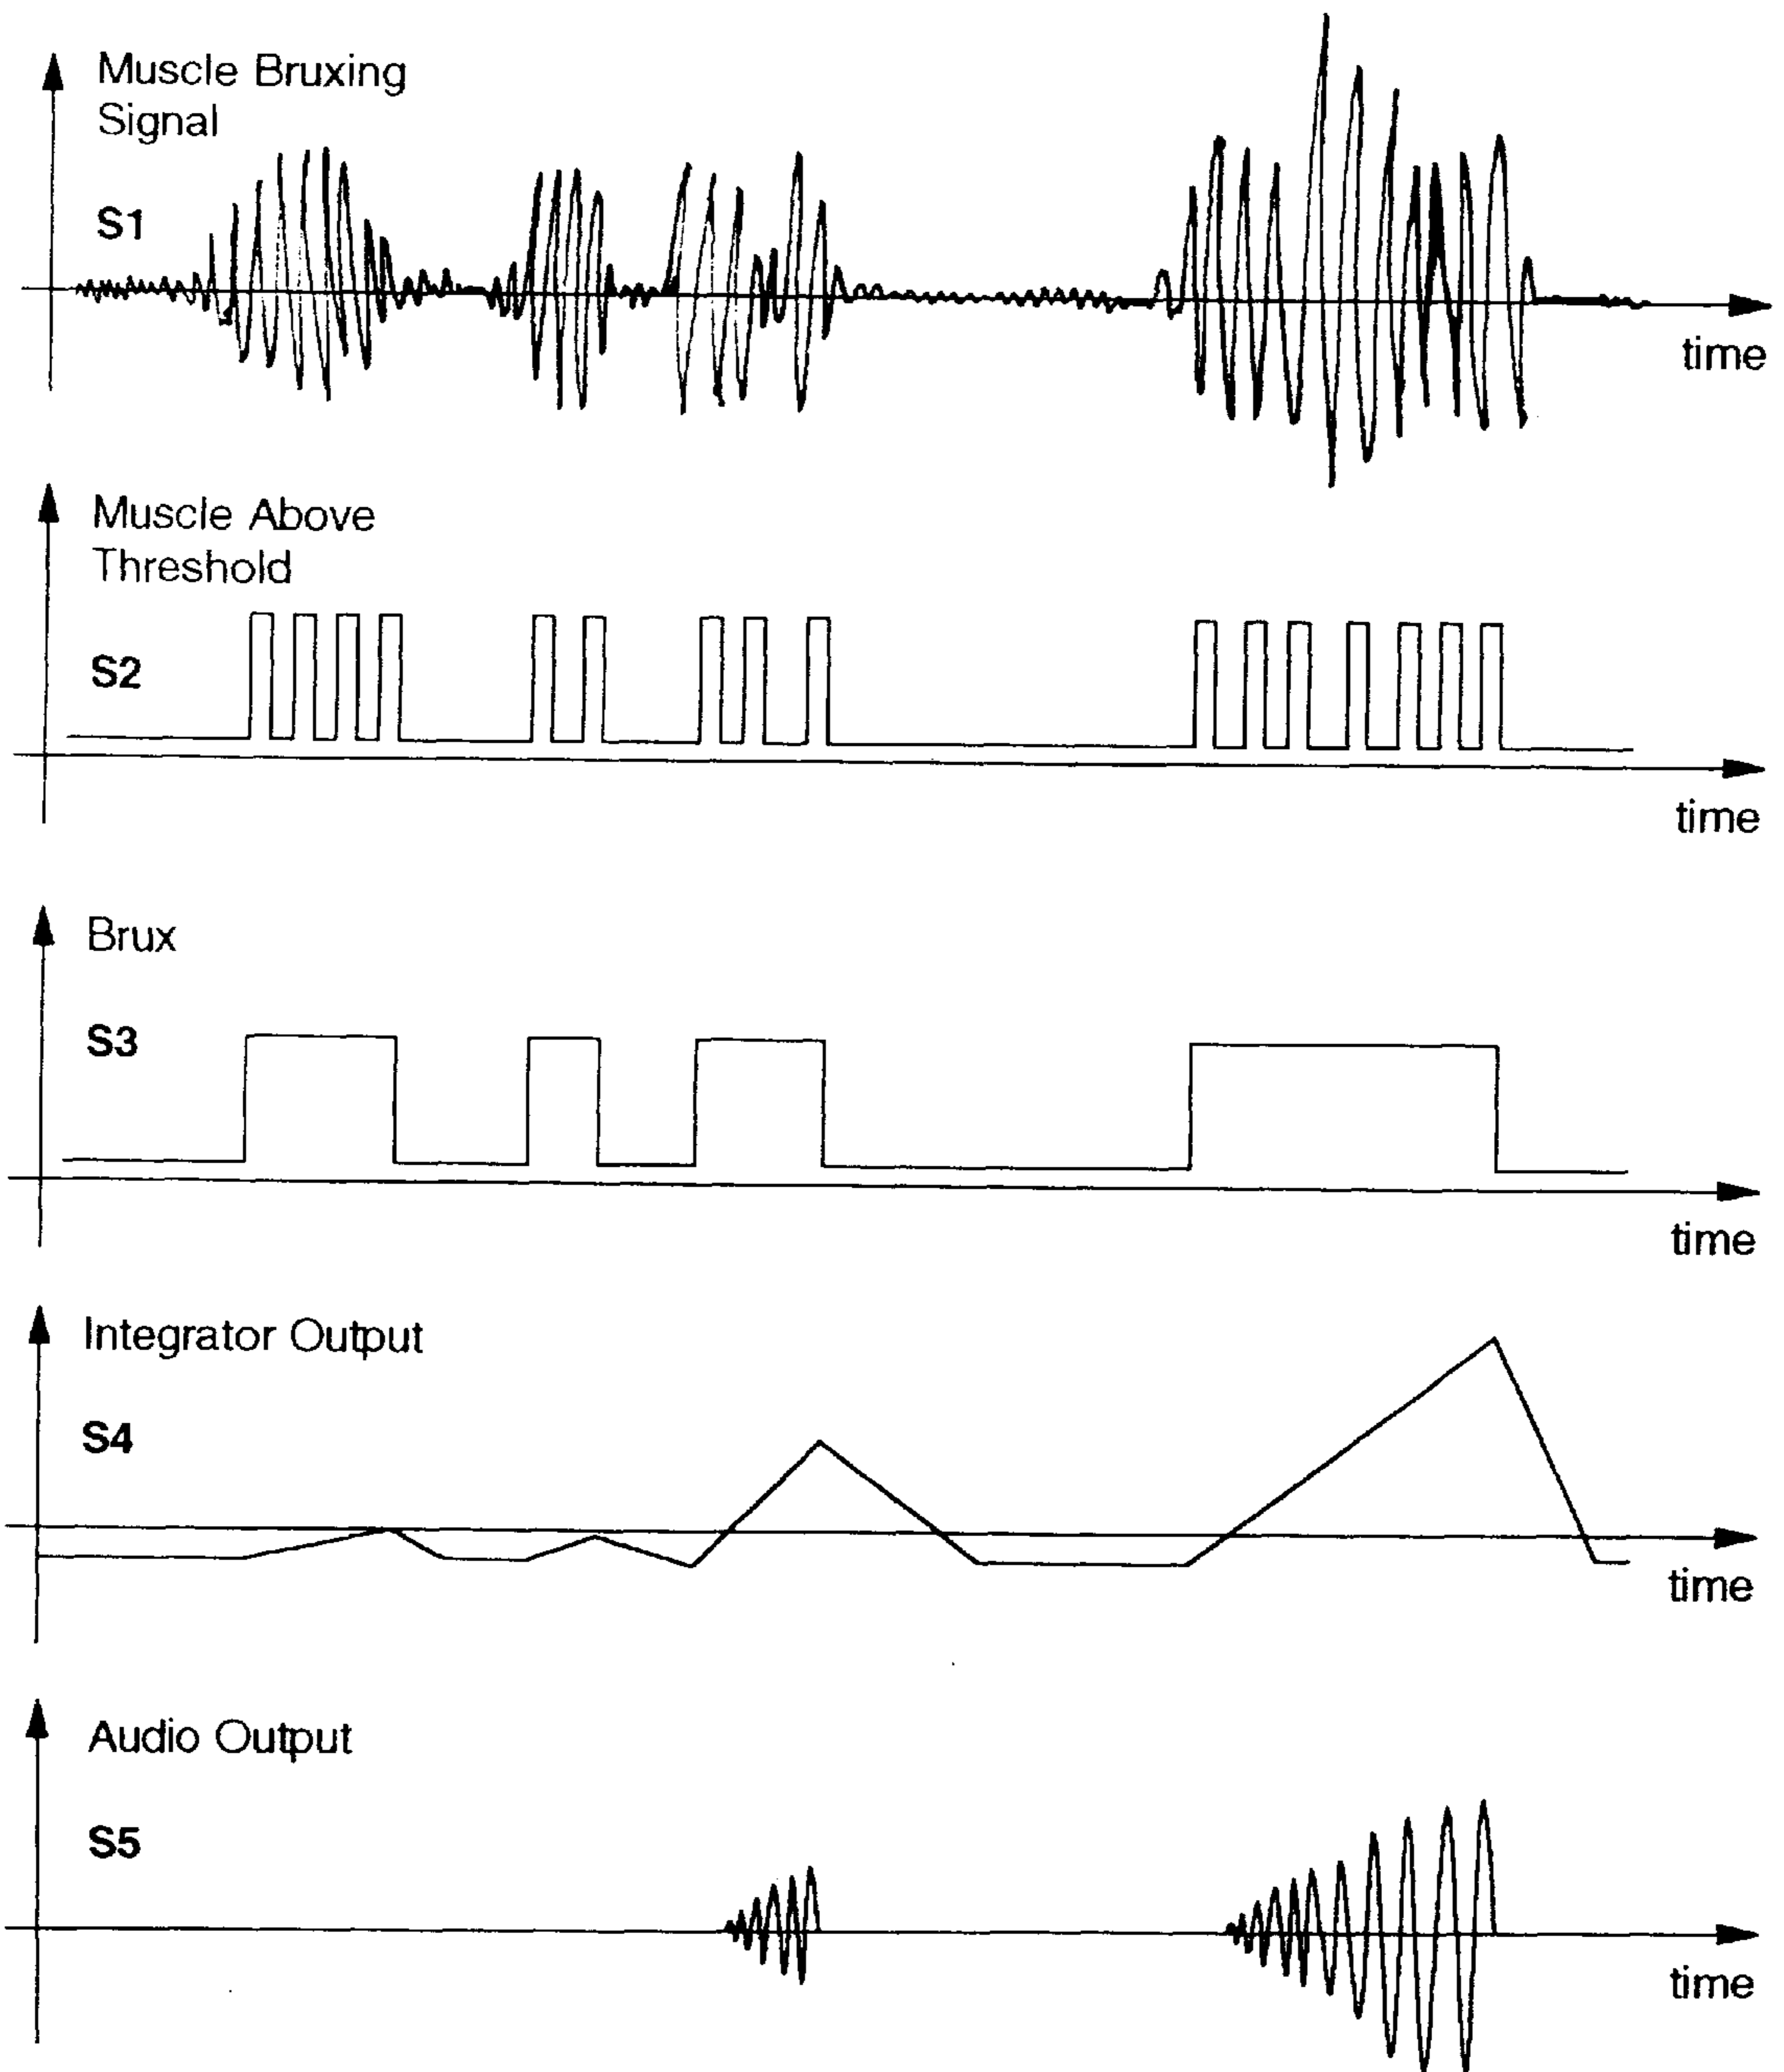 Muscle Bruxing
Signal
S1
time
Muscle Above
Threshold
S2
time
Brux
S3
time
Integrator Output
S4
time
Audio Output
S5
time